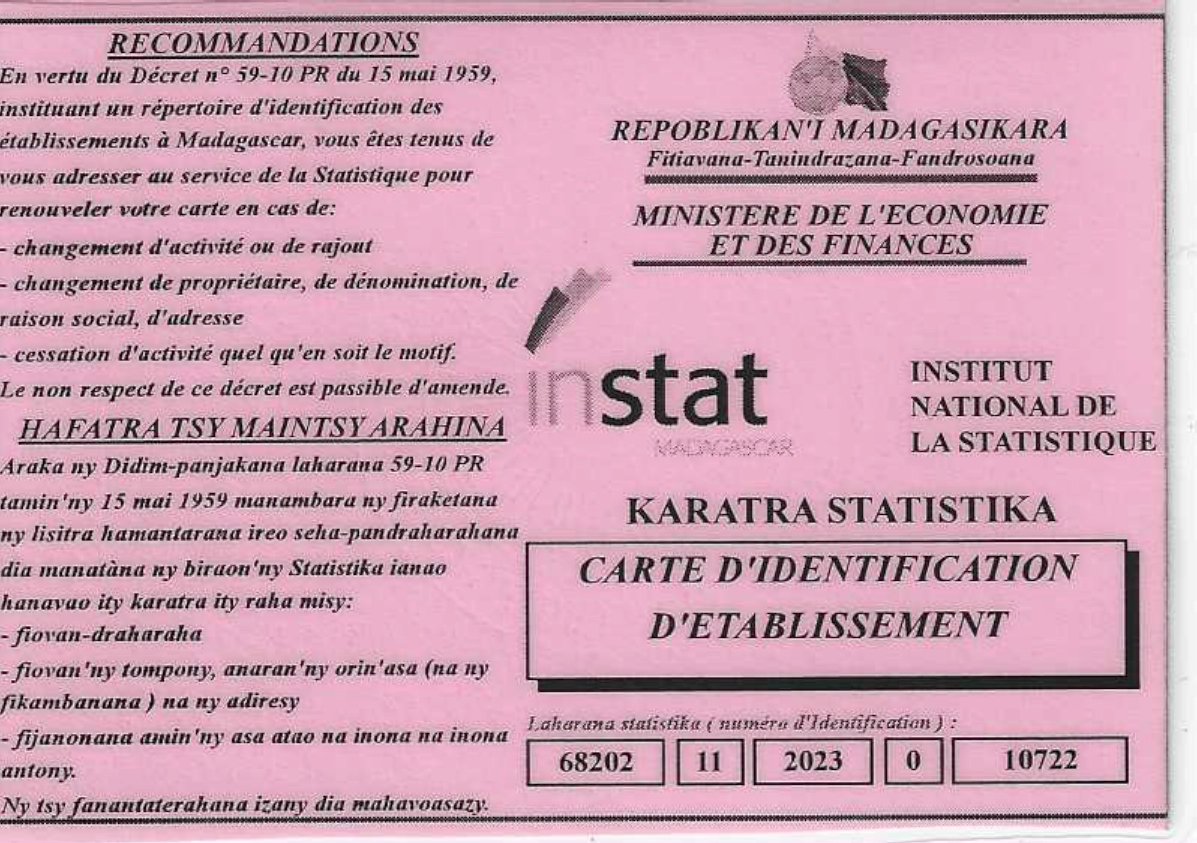 RECOMMANDATIONS
En vertu du Décret n° 59-10 PR du 15 mai 1959,
instituant un répertoire d'identification des
établissements à Madagascar, vous êtes tenus de
vous adresser au service de la Statistique pour
renouveler votre carte en cas de:
- changement d'activité ou de rajout
- changement de propriétaire, de dénomination, de
raison social, d'adresse
- cessation d'activité quel qu'en soit le motif.
Le non respect de ce décret est passible d'amende.
HAFATRA TSY MAINTSY ARAHINA
Araka ny Didim-panjakana laharana 59-10 PR
tamin'ny 15 mai 1959 manambara ny firaketana
ny lisitra hamantarana ireo seha-pandraharahana
dia manatàna ny biraon'ny Statistika ianao
hanavao ity karatra ity raha misy:
- fiovan-draharaha
- fiovan'ny tompony, anaran'ny orin'asa (na ny
fikambanana ) na ny adiresy
- fijanonana amin'ny asa atao na inona na inona
antony.
Ny tsy fanantaterahana izany dia mahavoasazy.
REPOBLIKAN'I MADAGASIKARA
Fitiavana-Tanindrazana-Fandrosoana
MINISTERE DE L'ECONOMIE
ET DES FINANCES
instat
MADAGASCAR
INSTITUT
NATIONAL DE
LA STATISTIQUE
KARATRA STATISTIKA
CARTE D'IDENTIFICATION
D'ETABLISSEMENT
Laharana statistika ( numéro d'Identification ) :
68202 11 2023 0 10722